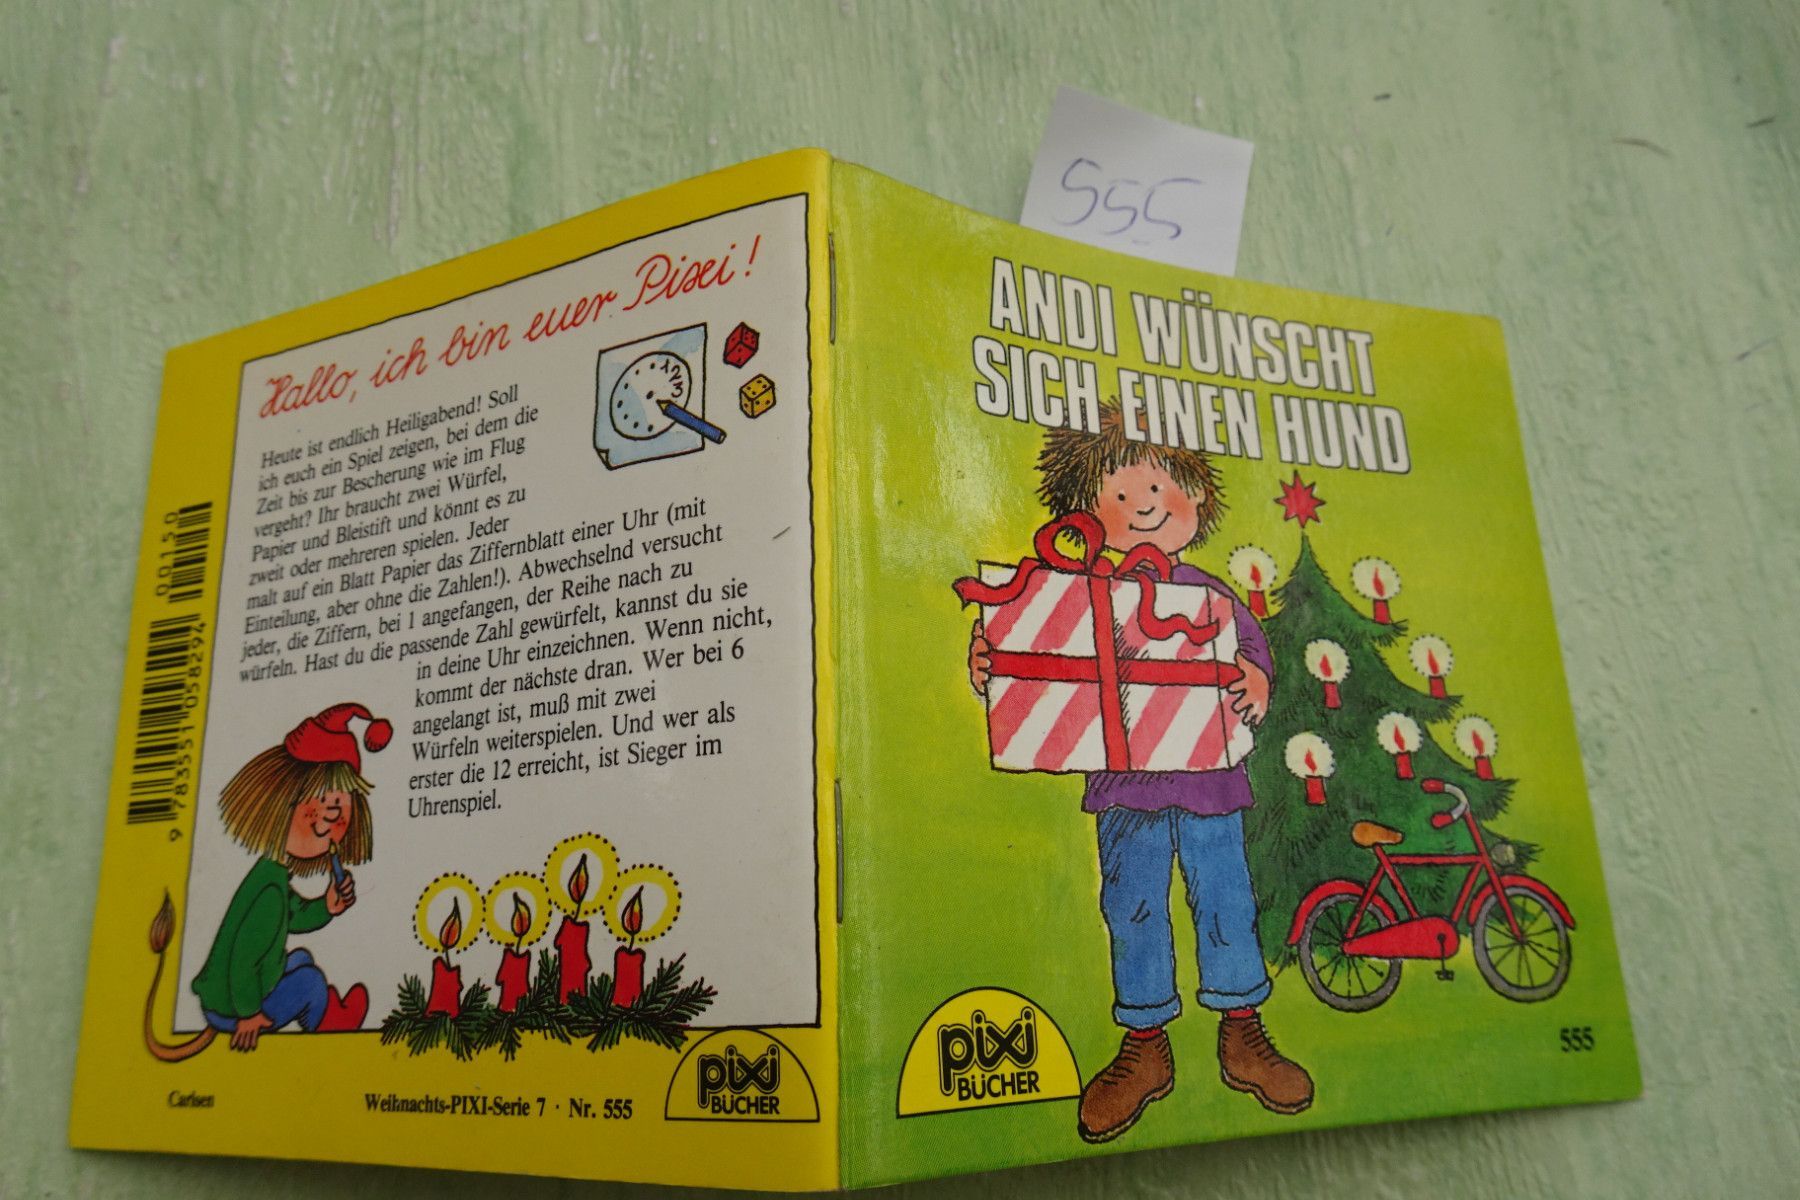 555
Hallo, ich bin euer Pixi!
Heute ist endlich Heiligabend! Soll
ich euch ein Spiel zeigen, bei dem die
Zeit bis zur Bescherung wie im Flug
vergeht? Ihr braucht zwei Würfel,
Papier und Bleistift und könnt es zu
zweit oder mehreren spielen. Jeder
malt auf ein Blatt Papier das Ziffernblatt einer Uhr (mit
Einteilung, aber ohne die Zahlen!). Abwechselnd versucht
jeder, die Ziffern, bei 1 angefangen, der Reihe nach zu
würfeln. Hast du die passende Zahl gewürfelt, kannst du sie
in deine Uhr einzeichnen. Wenn nicht,
kommt der nächste dran. Wer bei 6
angelangt ist, muß mit zwei
Würfeln weiterspielen. Und wer als
erster die 12 erreicht, ist Sieger im
Uhrenspiel.
12
1
2
3
00150
9 783551 058294
Carlsen
Weihnachts-PIXI-Serie 7 · Nr. 555
pixi
BÜCHER
ANDI WÜNSCHT
SICH EINEN HUND
pixi
BÜCHER
555